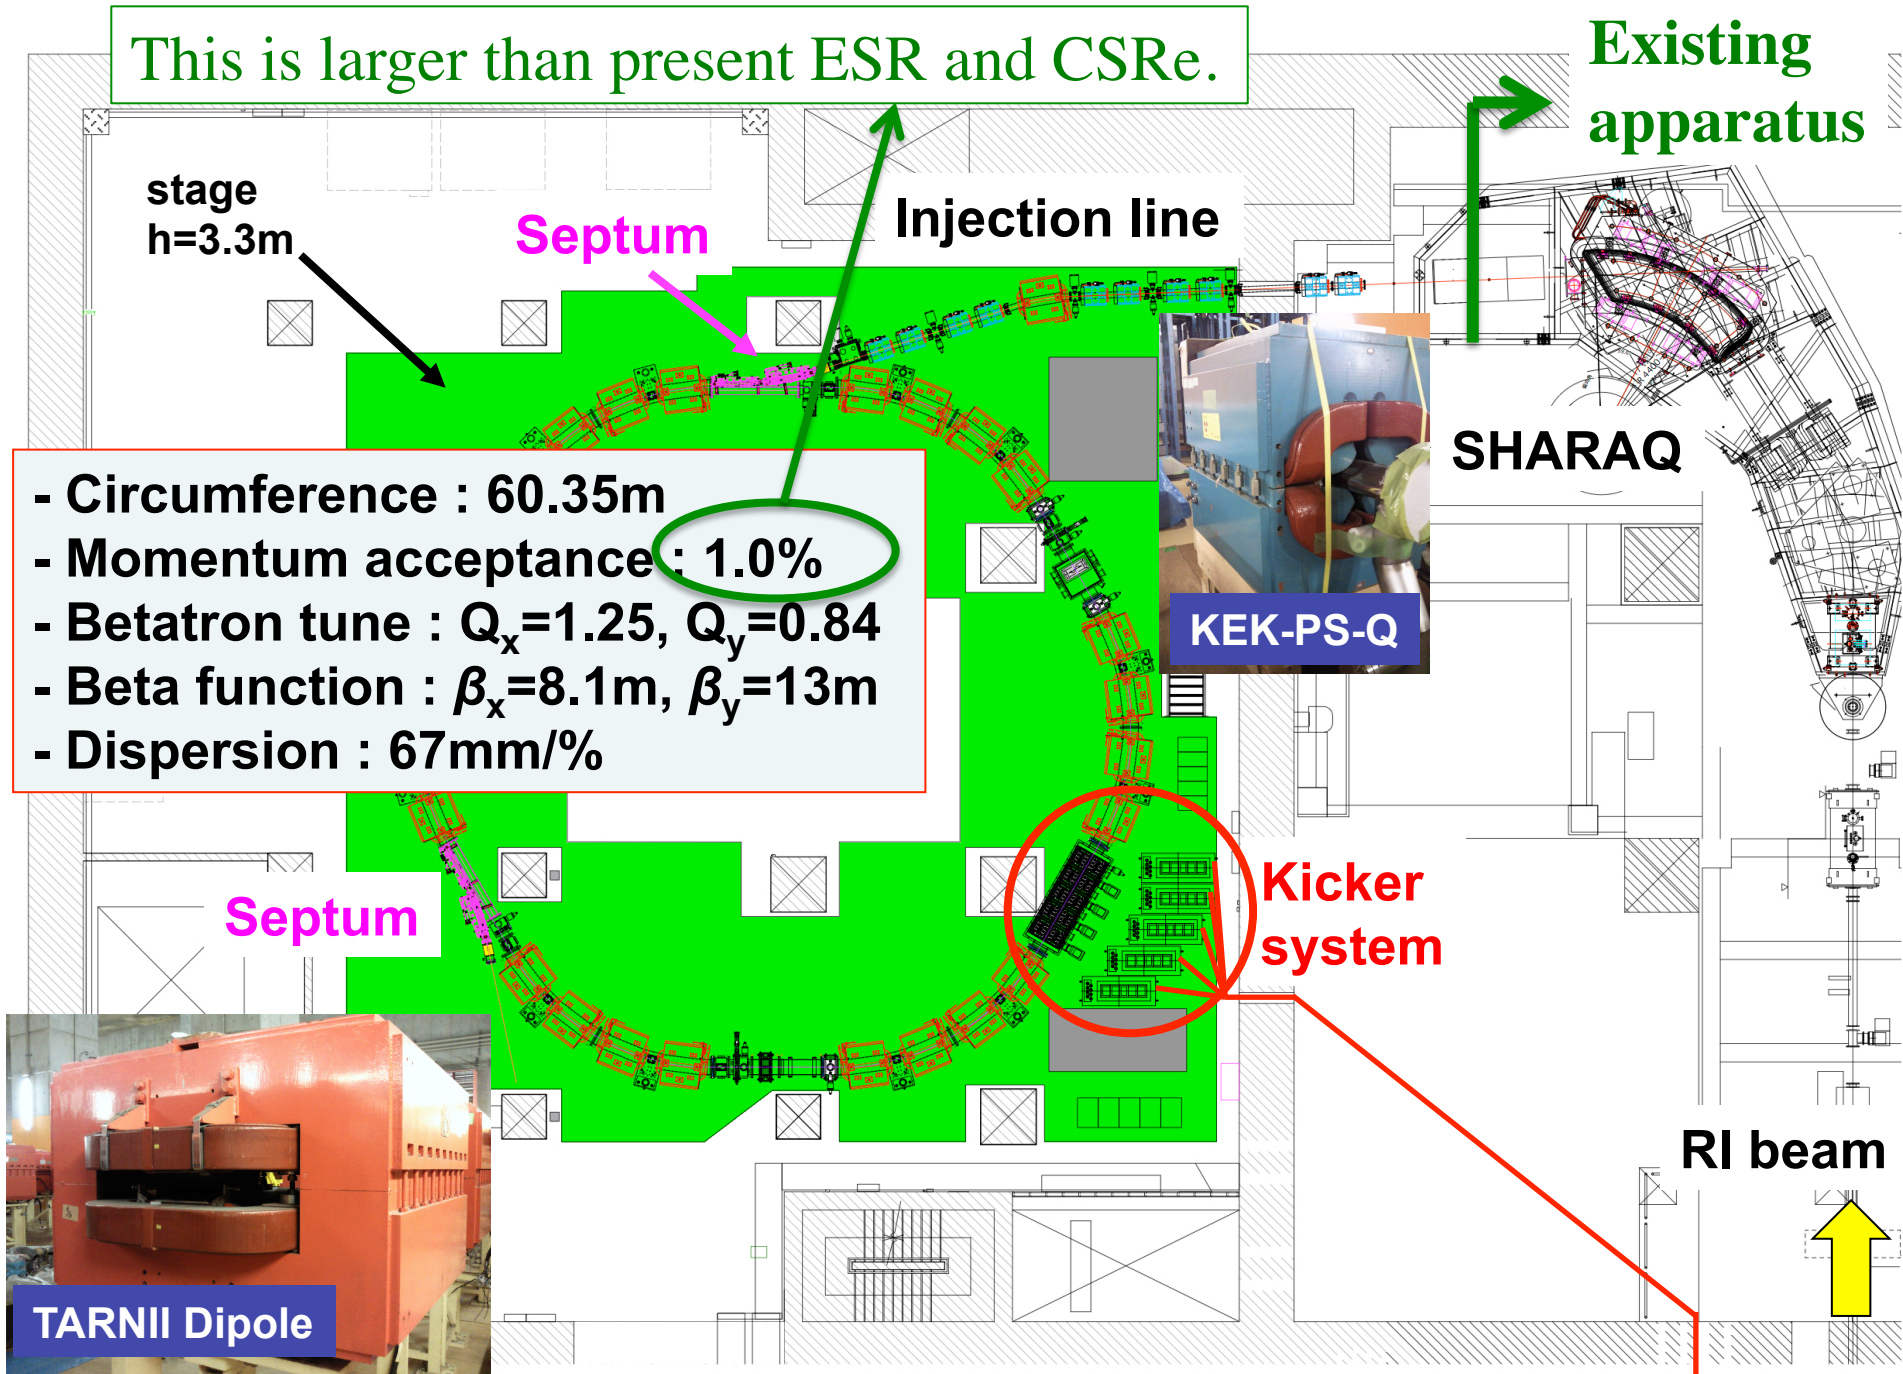 This is larger than present ESR and CSRe.
Existing
apparatus
stage
h=3.3m
Septum
Injection line
SHARAQ
- Circumference : 60.35m
- Momentum acceptance : 1.0%
- Betatron tune : Qx=1.25, Qy=0.84
- Beta function : βx=8.1m, βy=13m
- Dispersion : 67mm/%
KEK-PS-Q
Septum
Kicker
system
RI beam
TARNII Dipole